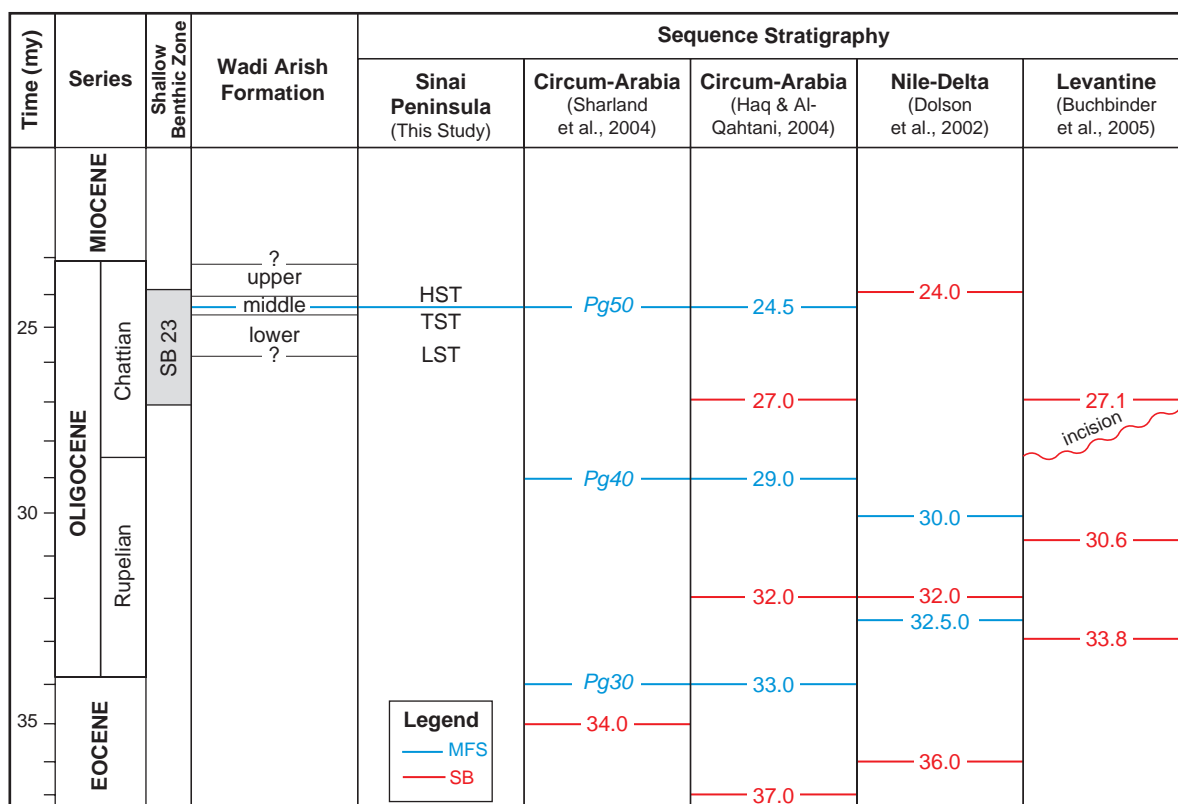 Time (my)
Series
Shallow
Benthic Zone
Wadi Arish
Formation
Sequence Stratigraphy
Sinai
Peninsula
(This Study)
Circum-Arabia
(Sharland
et al., 2004)
Circum-Arabia
(Haq & Al-
Qahtani, 2004)
Nile-Delta
(Dolson
et al., 2002)
Levantine
(Buchbinder
et al., 2005)
MIOCENE
OLIGOCENE
EOCENE
Chattian
Rupelian
SB 23
25
30
35
?
upper
middle
lower
?
HST
TST
LST
Pg50
Pg40
Pg30
34.0
24.5
27.0
29.0
32.0
33.0
37.0
24.0
30.0
32.0
32.5.0
36.0
27.1
incision
30.6
33.8
Legend
MFS
SB